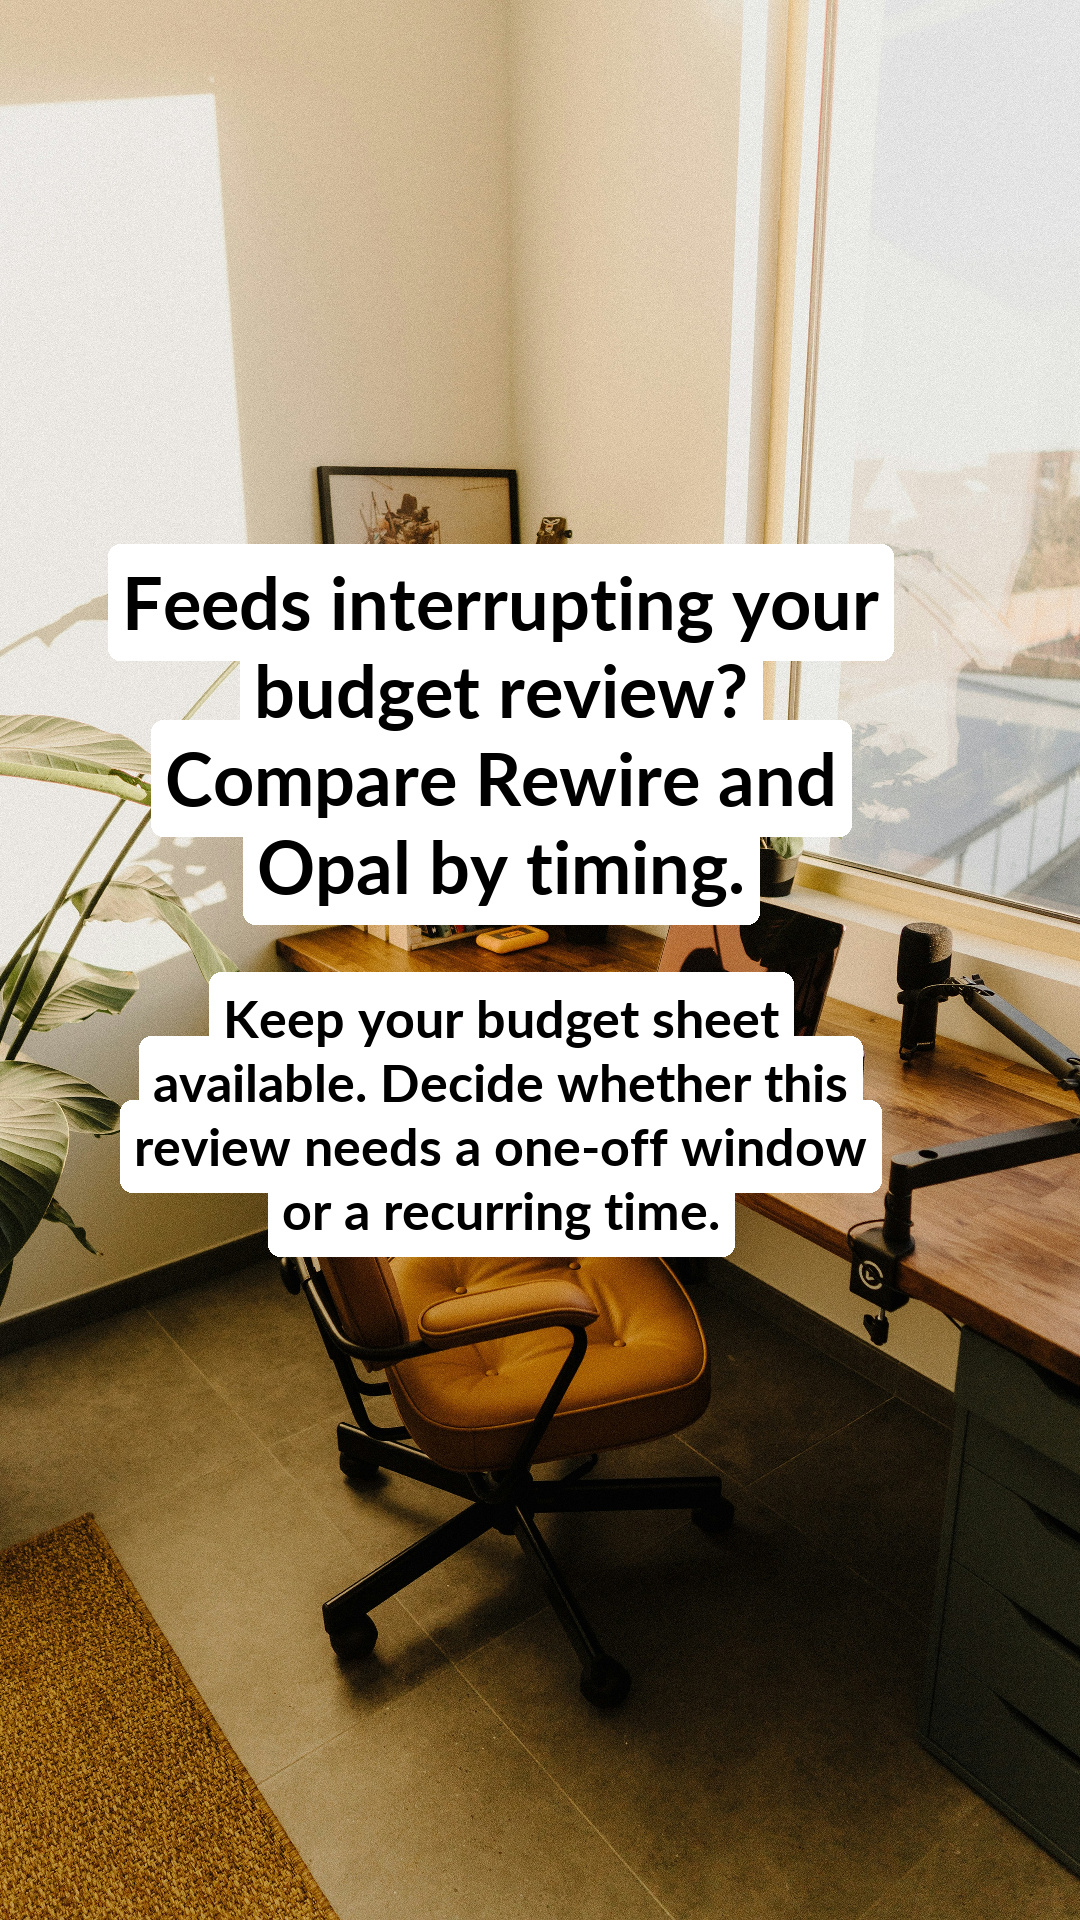 Feeds interrupting your
budget review?
Compare Rewire and
Opal by timing.
Keep your budget sheet
available. Decide whether this
review needs a one-off window
or a recurring time.